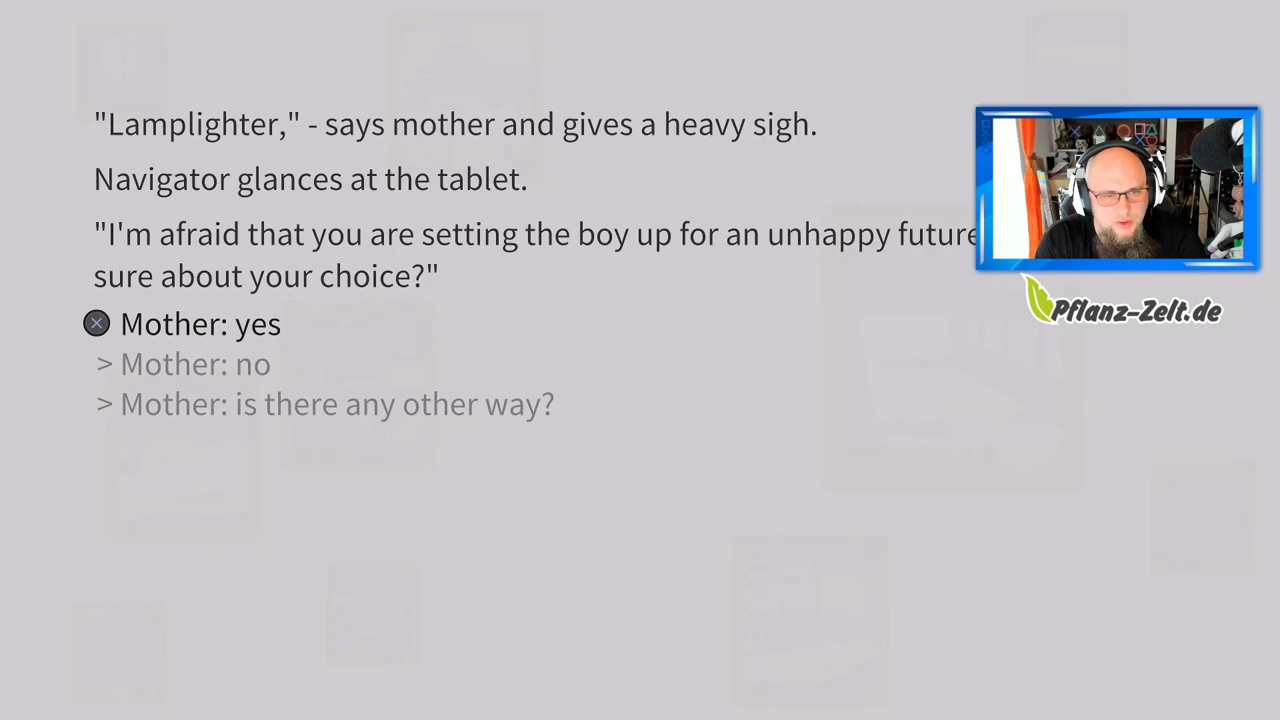 "Lamplighter," - says mother and gives a heavy sigh.
Navigator glances at the tablet.
"I'm afraid that you are setting the boy up for an unhappy future
sure about your choice?"
Mother: yes
> Mother: no
> Mother: is there any other way?
Pflanz-Zelt.de